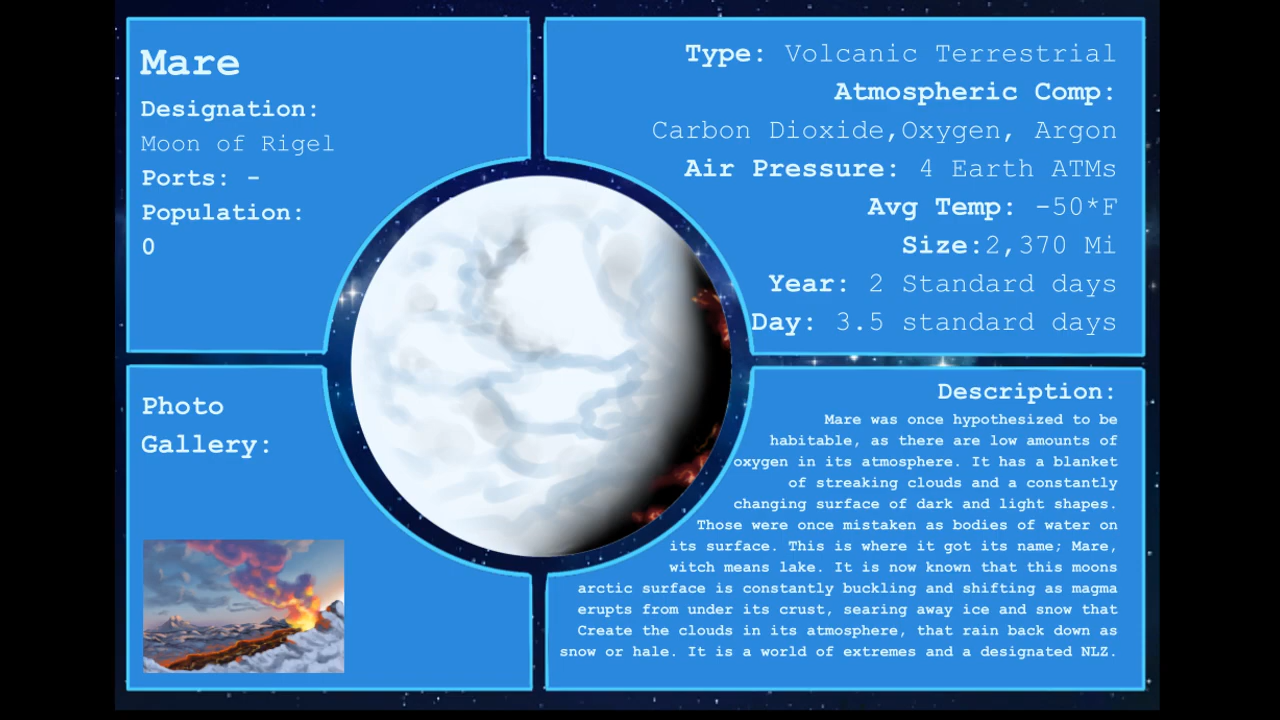 Mare
Designation:
Moon of Rigel
Ports: -
Population:
0
Type: Volcanic Terrestrial
Atmospheric Comp:
Carbon Dioxide,Oxygen, Argon
Air Pressure: 4 Earth ATMs
Avg Temp: -50*F
Size:2,370 Mi
Year: 2 Standard days
Day: 3.5 standard days
Photo
Gallery:
Description:
Mare was once hypothesized to be
habitable, as there are low amounts of
oxygen in its atmosphere. It has a blanket
of streaking clouds and a constantly
changing surface of dark and light shapes.
Those were once mistaken as bodies of water on
its surface. This is where it got its name; Mare,
witch means lake. It is now known that this moons
arctic surface is constantly buckling and shifting as magma
erupts from under its crust, searing away ice and snow that
Create the clouds in its atmosphere, that rain back down as
snow or hale. It is a world of extremes and a designated NLZ.